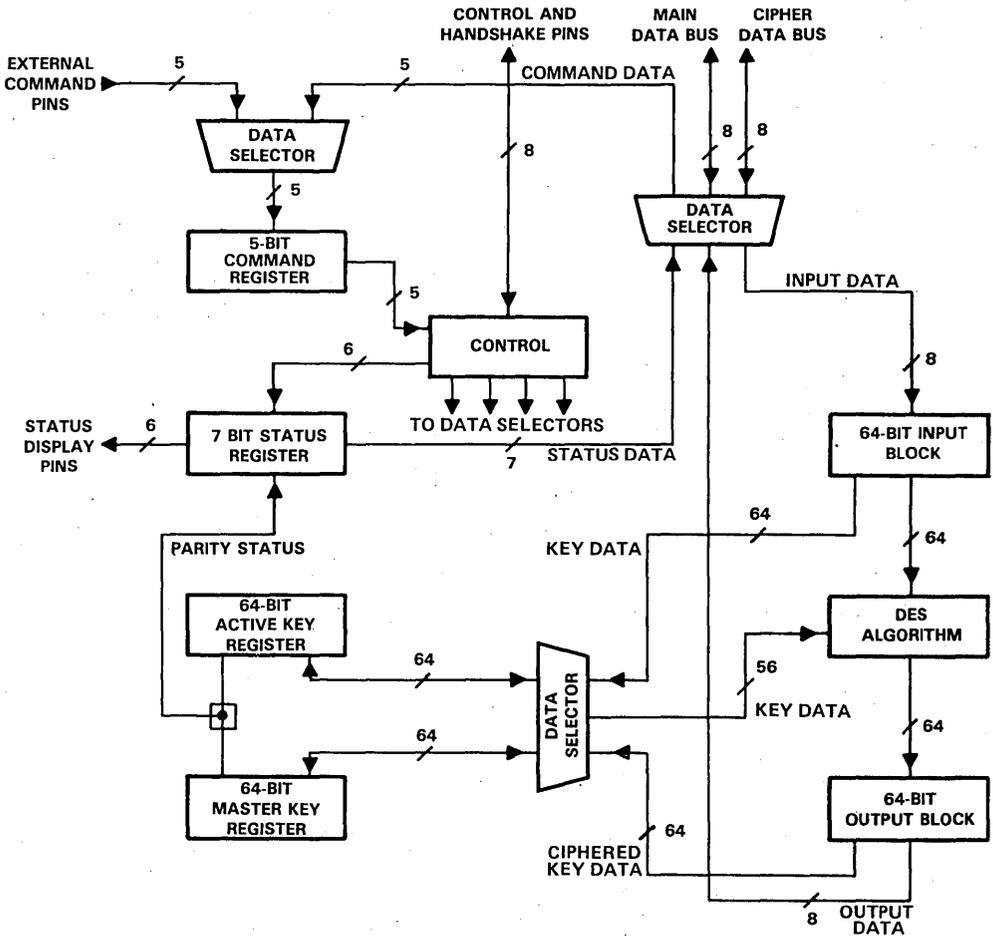 CONTROL AND
HANDSHAKE PINS
MAIN
DATA BUS
CIPHER
DATA BUS
EXTERNAL
COMMAND
PINS
5
5
COMMAND DATA
DATA
SELECTOR
8
8
8
5
DATA
SELECTOR
5-BIT
COMMAND
REGISTER
5
INPUT DATA
CONTROL
6
8
TO DATA SELECTORS
STATUS
DISPLAY
PINS
6
7 BIT STATUS
REGISTER
7
STATUS DATA
64-BIT INPUT
BLOCK
64
KEY DATA
64
PARITY STATUS
64-BIT
ACTIVE KEY
REGISTER
DES
ALGORITHM
64
56
DATA
SELECTOR
KEY DATA
64
64
64-BIT
MASTER KEY
REGISTER
64
64-BIT
OUTPUT BLOCK
CIPHERED
KEY DATA
8
OUTPUT
DATA